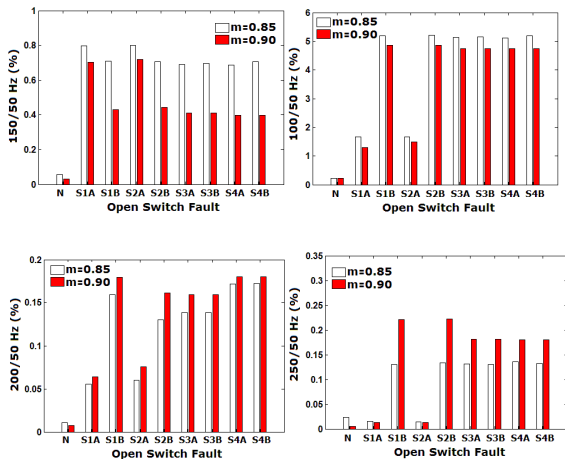 150/50 Hz (%)
1
0.8
0.6
0.4
0.2
0
m=0.85
m=0.90
N S1A S1B S2A S2B S3A S3B S4A S4B
Open Switch Fault
100/50 Hz (%)
6
5
4
3
2
1
0
m=0.85
m=0.90
N S1A S1B S2A S2B S3A S3B S4A S4B
Open Switch Fault
200/50 Hz (%)
0.2
0.15
0.1
0.05
0
m=0.85
m=0.90
N S1A S1B S2A S2B S3A S3B S4A S4B
Open Switch Fault
250/50 Hz (%)
0.35
0.3
0.25
0.2
0.15
0.1
0.05
0
m=0.85
m=0.90
N S1A S1B S2A S2B S3A S3B S4A S4B
Open Switch Fault